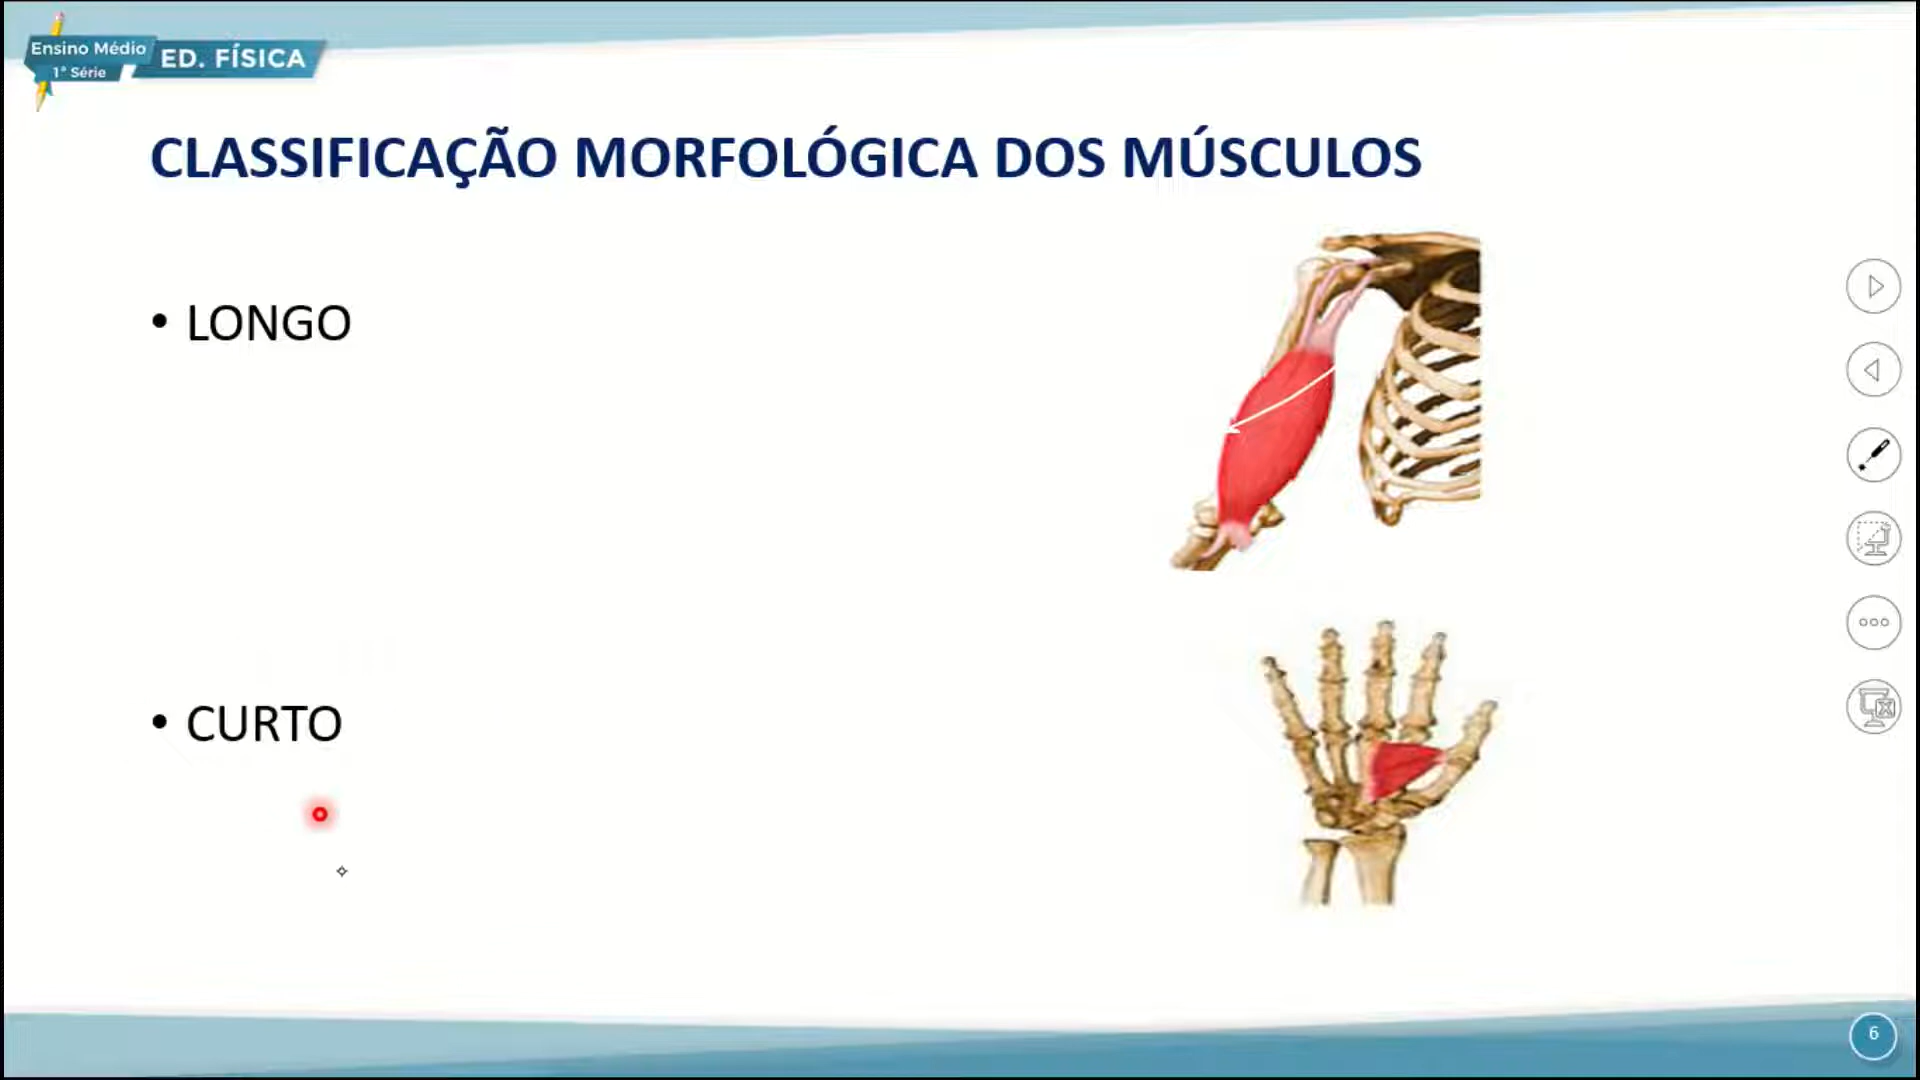 Ensino Médio
1ª Série
ED. FÍSICA
CLASSIFICAÇÃO MORFOLÓGICA DOS MÚSCULOS
• LONGO
• CURTO
6